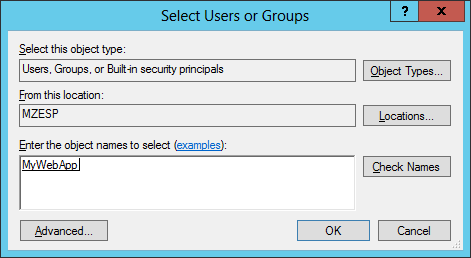 Select Users or Groups
?
Select this object type:
Users, Groups, or Built-in security principals
Object Types...
From this location:
MZESP
Locations...
Enter the object names to select (examples):
MyWebApp
Check Names
Advanced...
OK
Cancel